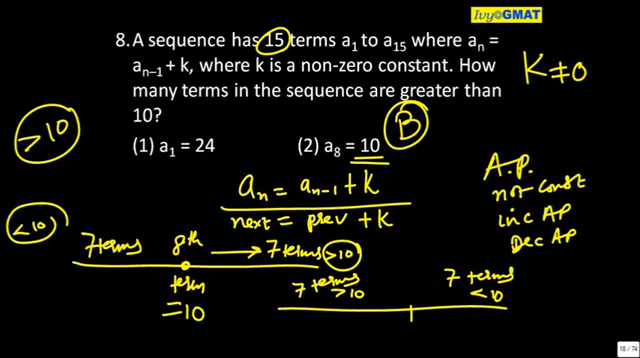 Ivy GMAT
8. A sequence has 15 terms a₁ to a₁₅ where aₙ =
aₙ₋₁ + k, where k is a non-zero constant. How
many terms in the sequence are greater than
10?
K ≠ 0
> 10
B
(1) a₁ = 24 (2) a₈ = 10
aₙ = aₙ₋₁ + K
next = prev + K
A.P.
not const
inc AP
Dec AP
< 10
7 terms 8th → 7 terms > 10
term
= 10
7 terms
> 10
7 terms
< 10
18 / 74